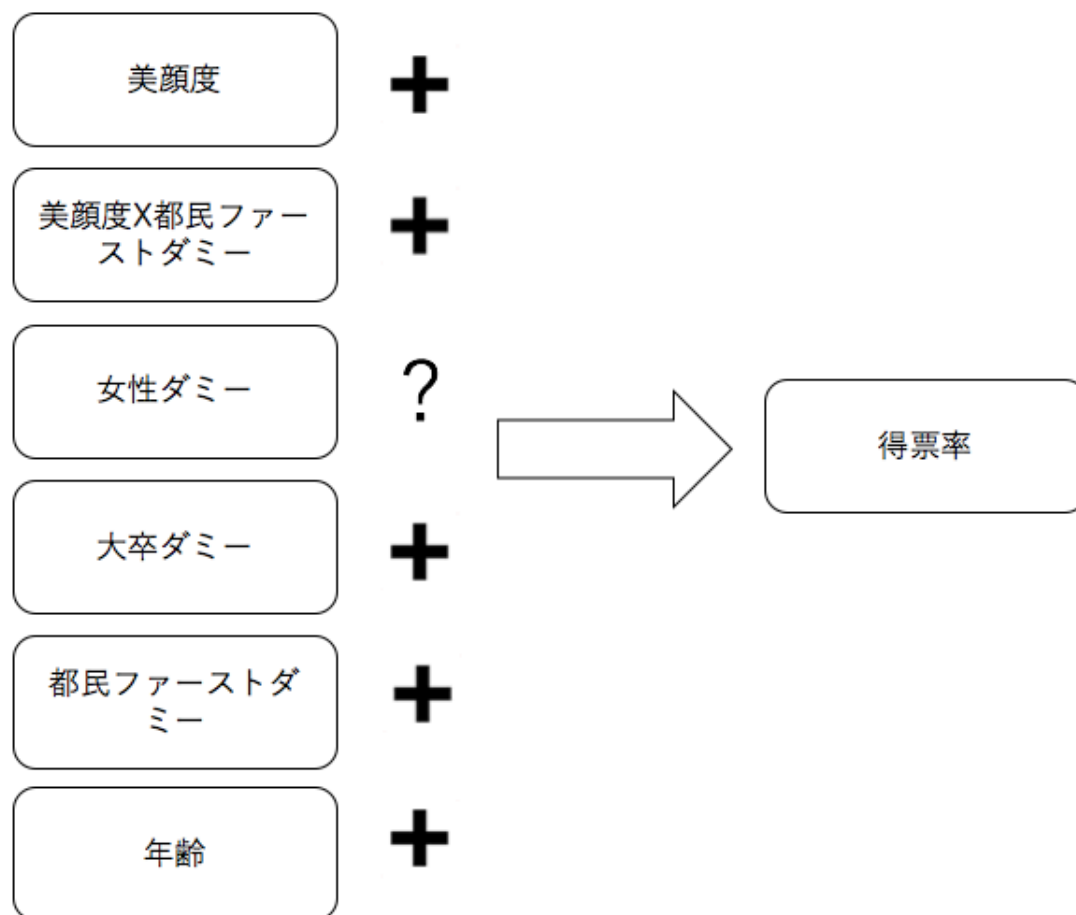 美顔度
美顔度X都民ファー
ストダミー
女性ダミー
?
大卒ダミー
都民ファーストダ
ミー
年齢
得票率